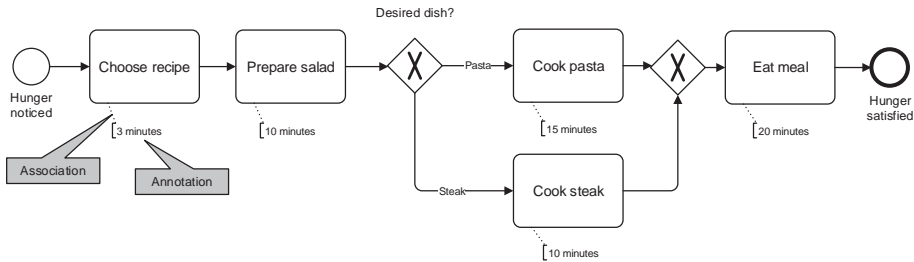 Desired dish?
Choose recipe
Prepare salad
Pasta
Cook pasta
Eat meal
Hunger
noticed
Hunger
satisfied
3 minutes
10 minutes
15 minutes
20 minutes
Association
Annotation
Steak
Cook steak
10 minutes